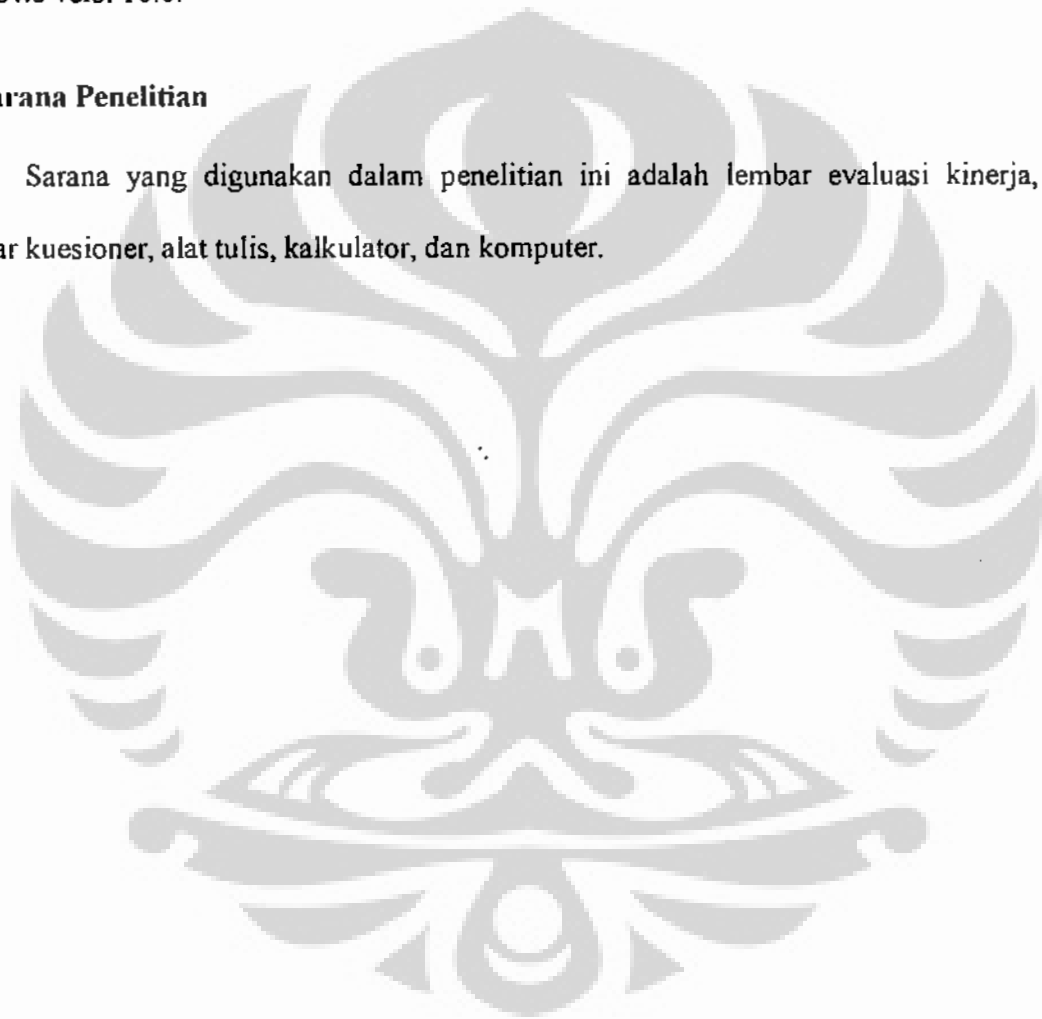 arana Penelitian
Sarana yang digunakan dalam penelitian ini adalah lembar evaluasi kinerja,
ar kuesioner, alat tulis, kalkulator, dan komputer.